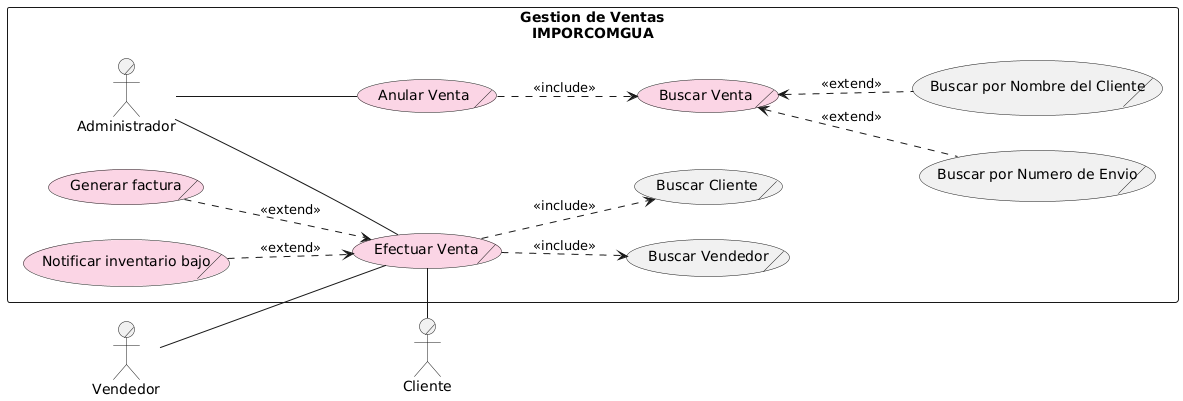 Gestion de Ventas
IMPORCOMGUA
Administrador
Anular Venta
«include»
Buscar Venta
«extend»
Buscar por Nombre del Cliente
«extend»
Buscar por Numero de Envio
Generar factura
«extend»
Buscar Cliente
«include»
Notificar inventario bajo
«extend»
Efectuar Venta
«include»
Buscar Vendedor
Vendedor
Cliente